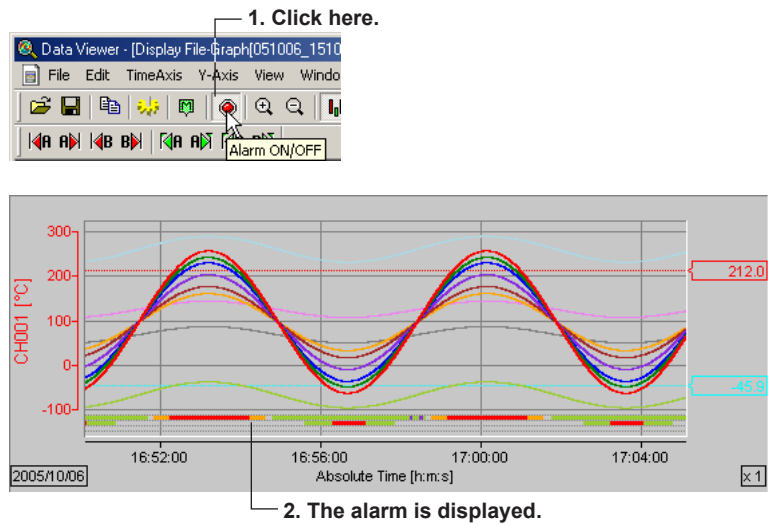 1. Click here.
Data Viewer - [Display File-Graph[051006_1510
File Edit TimeAxis Y-Axis View Windo
M
A A B B A A
Alarm ON/OFF
300
200
100
0
-100
CH001 [°C]
212.0
-45.9
16:52:00 16:56:00 17:00:00 17:04:00
2005/10/06 Absolute Time [h:m:s] x 1
2. The alarm is displayed.